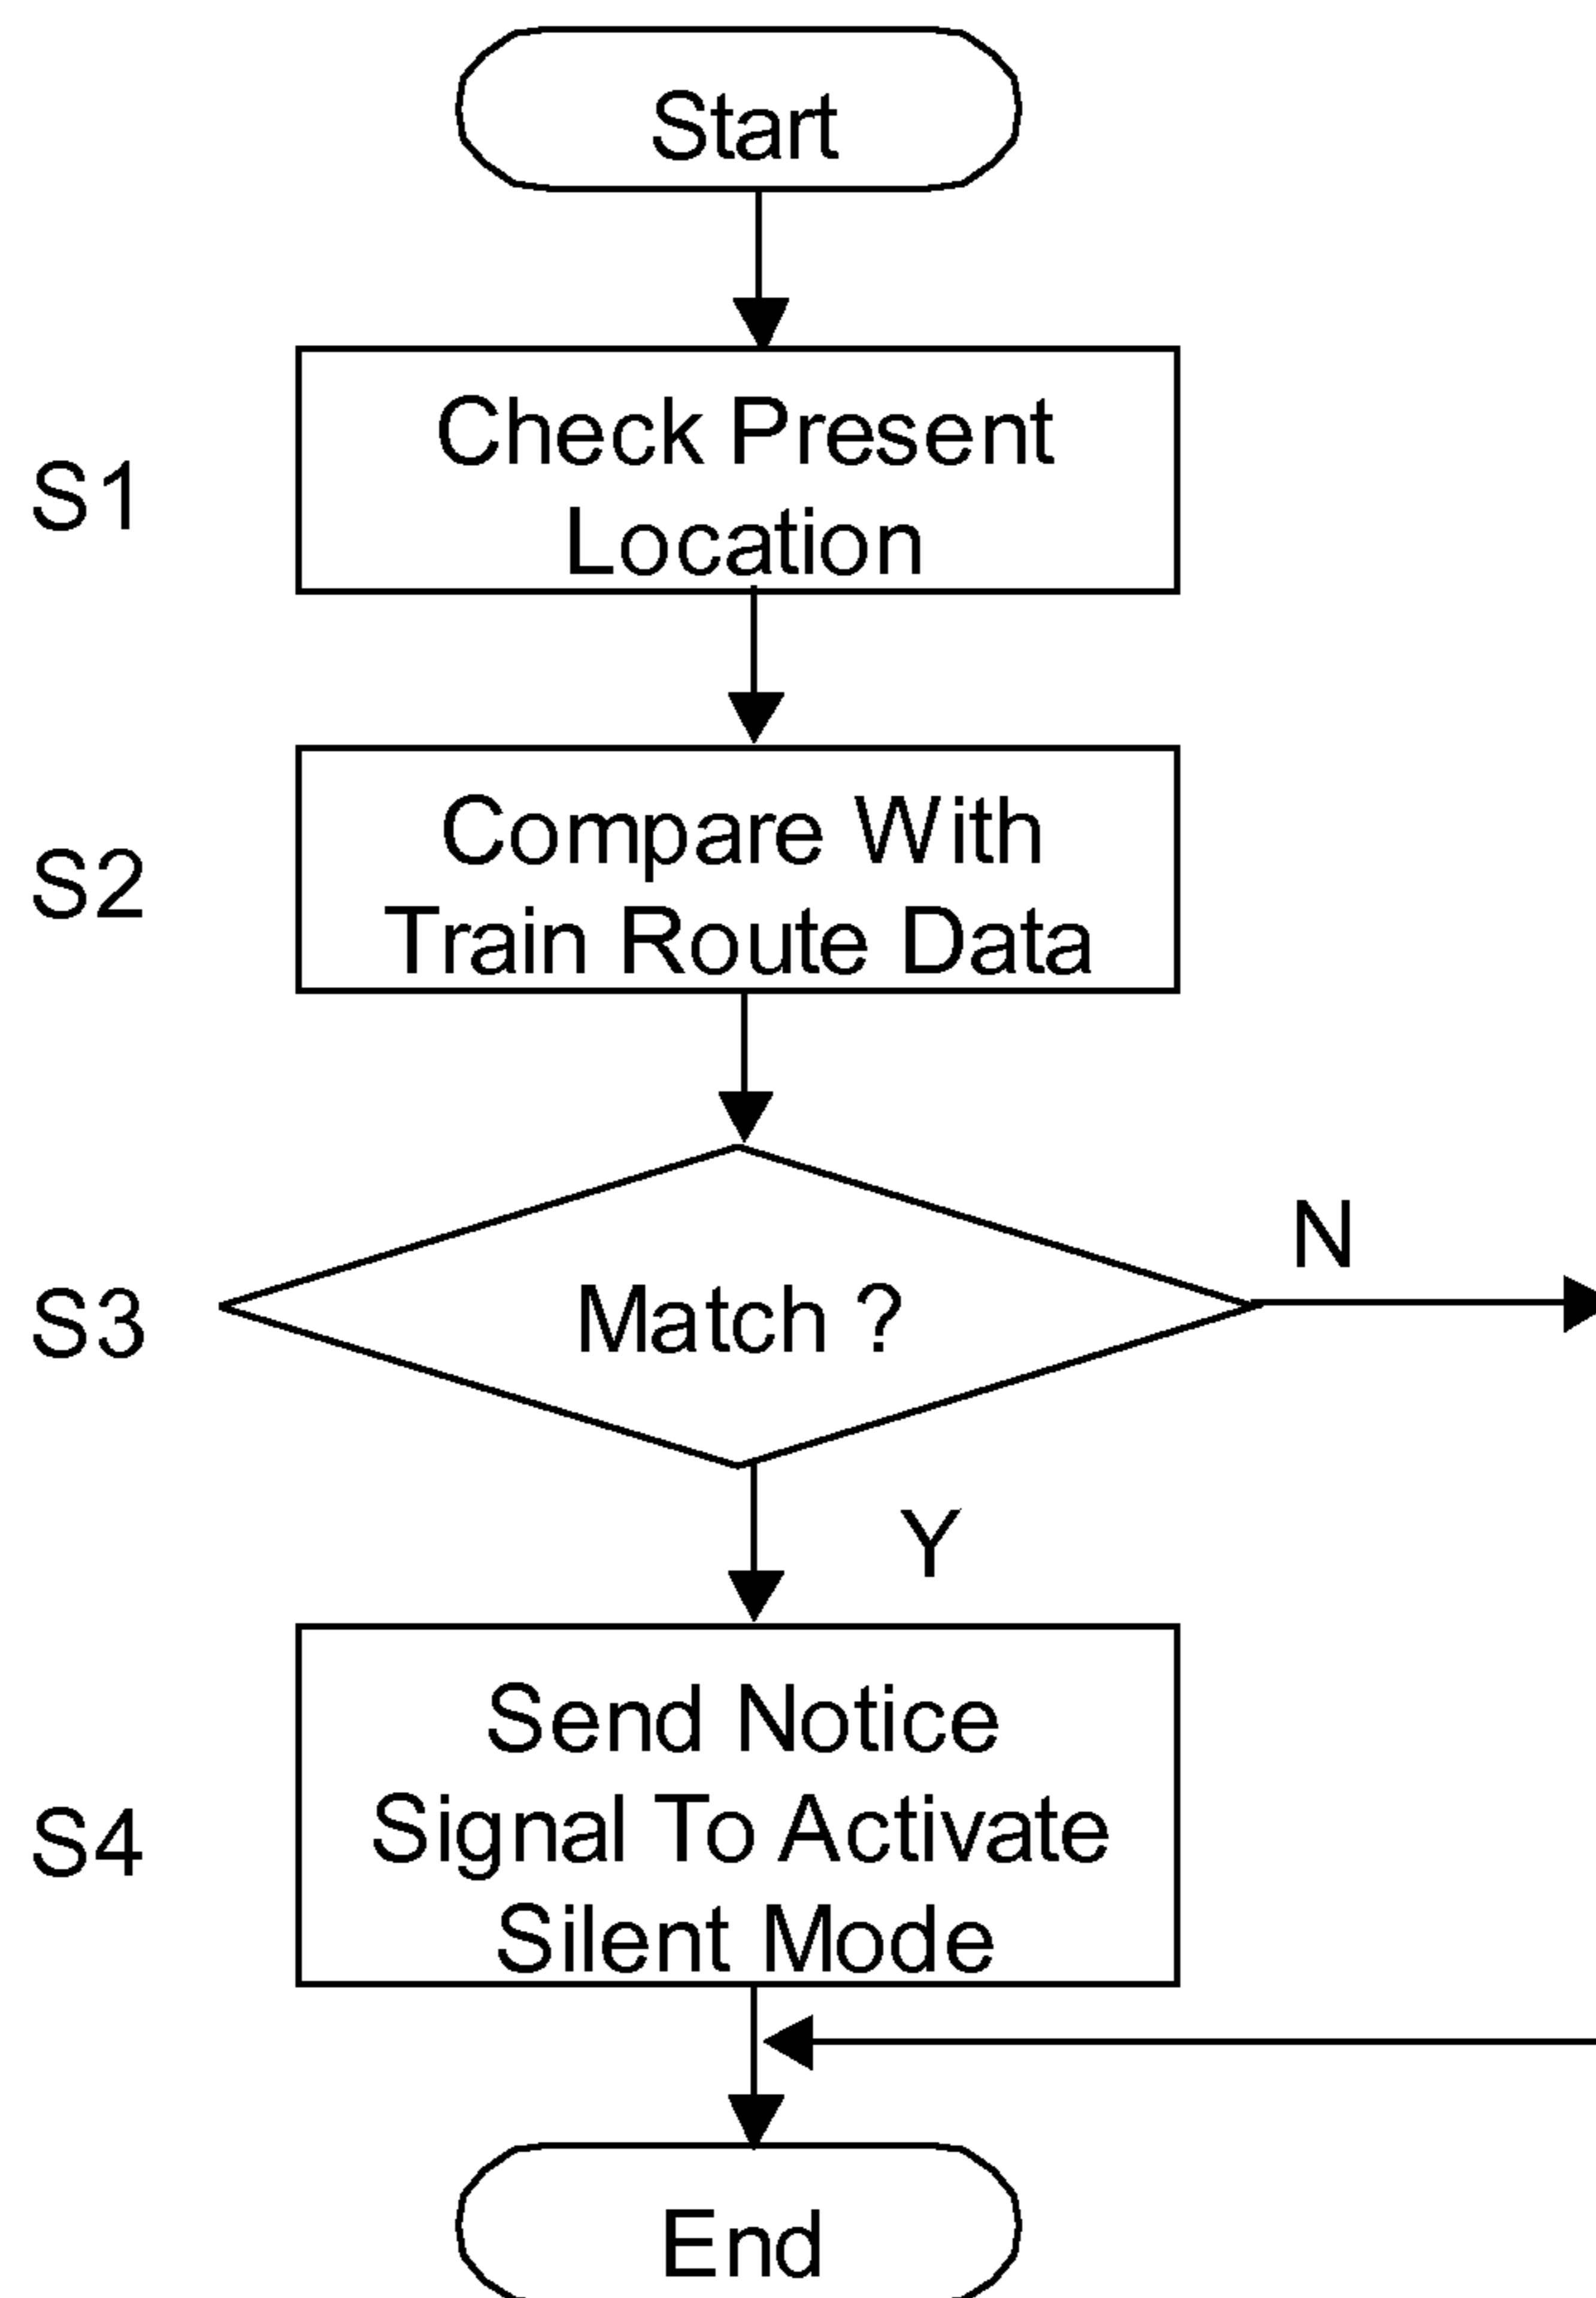 Start
S1
Check Present
Location
S2
Compare With
Train Route Data
S3
Match ?
N
Y
S4
Send Notice
Signal To Activate
Silent Mode
End